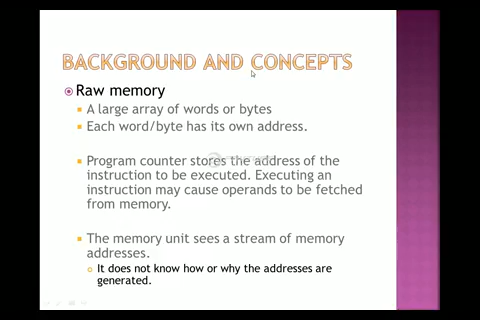 BACKGROUND AND CONCEPTS
Raw memory
A large array of words or bytes
Each word/byte has its own address.
Program counter stores the address of the
instruction to be executed. Executing an
instruction may cause operands to be fetched
from memory.
The memory unit sees a stream of memory
addresses.
It does not know how or why the addresses are
generated.